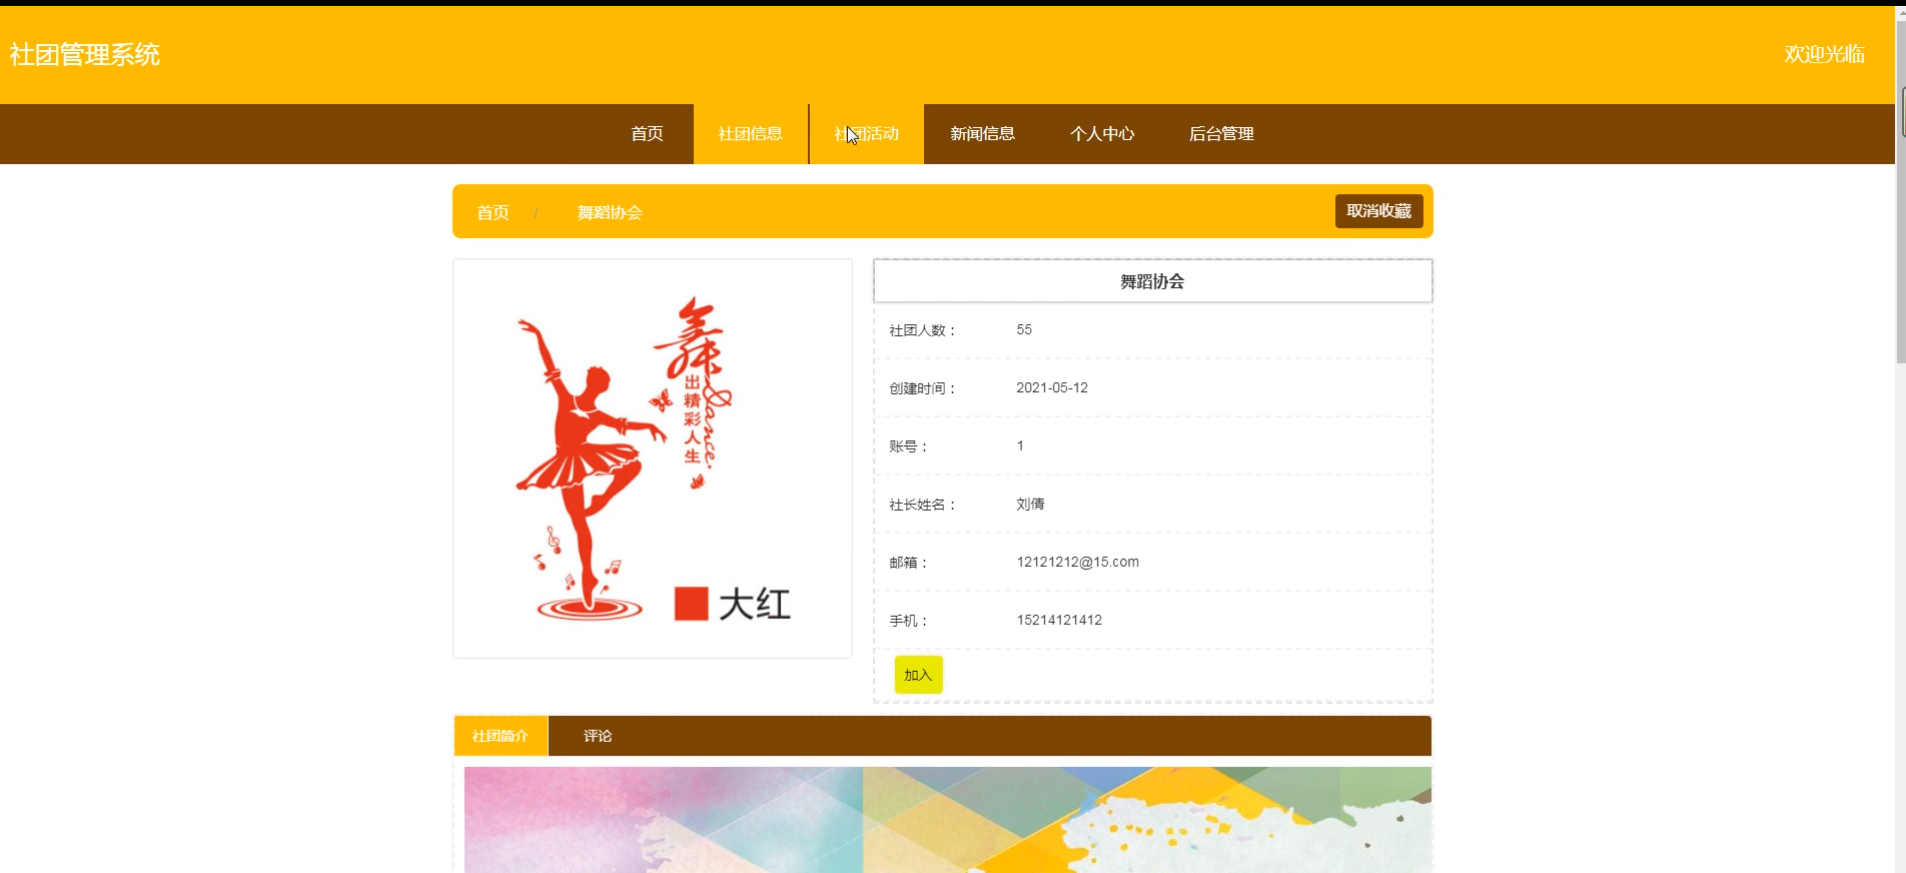 社团管理系统
欢迎光临
首页 社团信息 社团活动 新闻信息 个人中心 后台管理
首页 / 舞蹈协会
取消收藏
舞
出精彩人生
dance
大红
舞蹈协会
社团人数： 55
创建时间： 2021-05-12
账号： 1
社长姓名： 刘倩
邮箱： 12121212@15.com
手机： 15214121412
加入
社团简介 评论